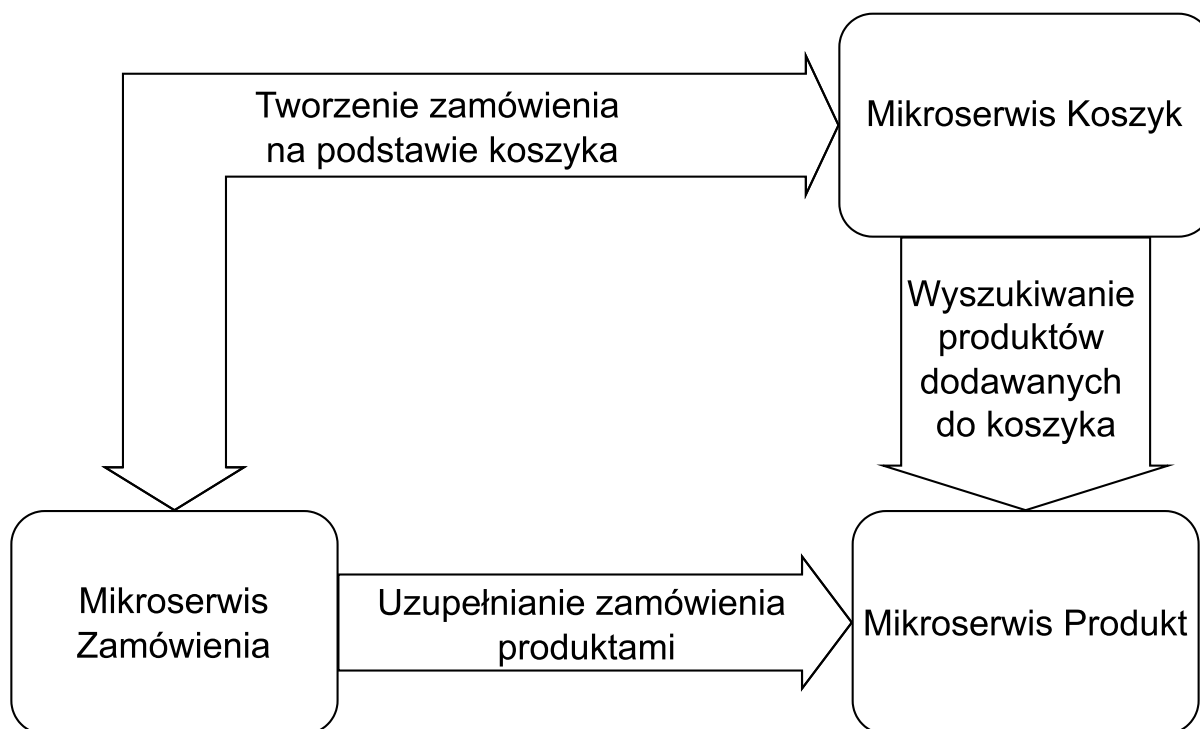 Tworzenie zamówienia
na podstawie koszyka
Mikroserwis Koszyk
Wyszukiwanie
produktów
dodawanych
do koszyka
Mikroserwis
Zamówienia
Uzupełnianie zamówienia
produktami
Mikroserwis Produkt